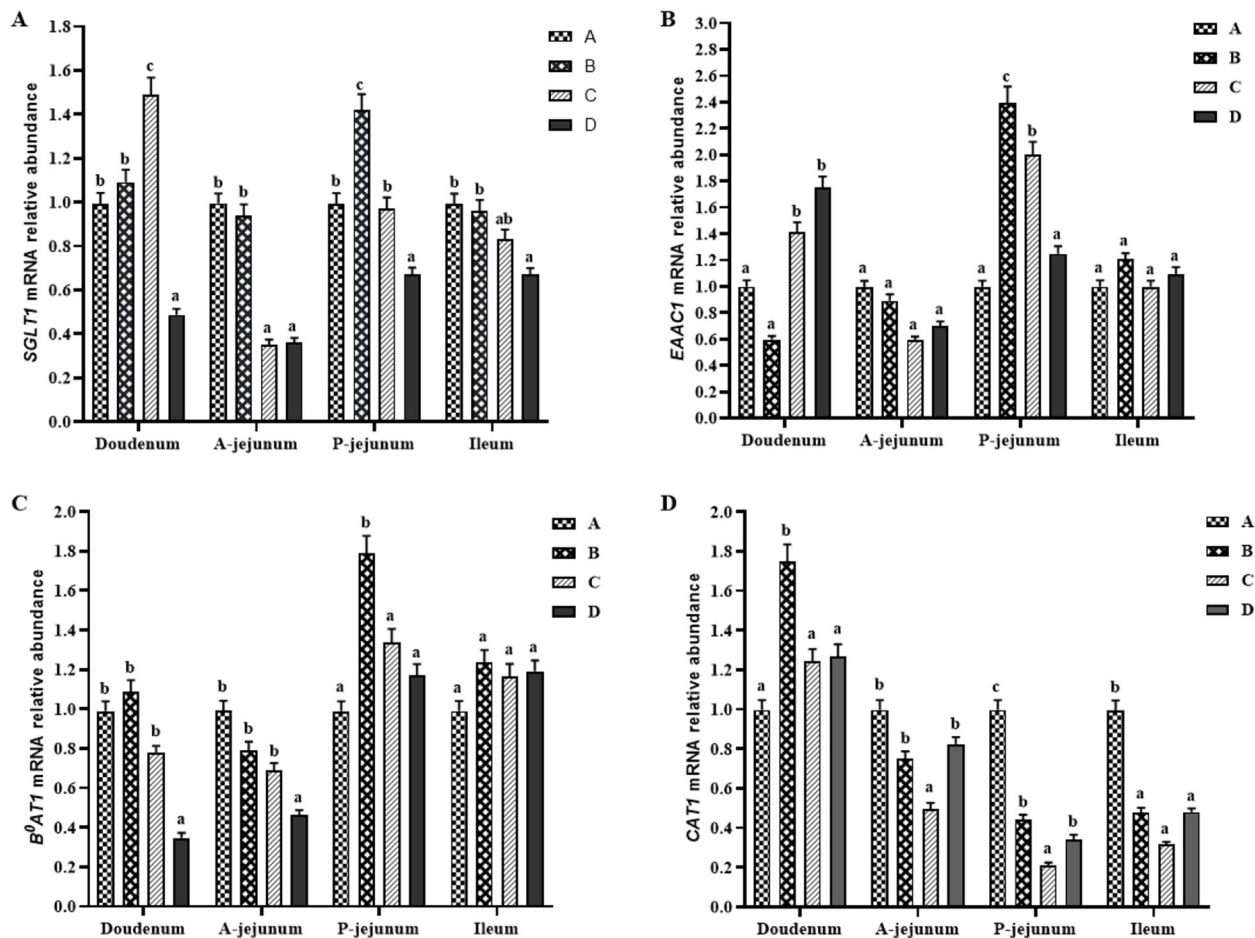 A
SGLT1 mRNA relative abundance
1.8
1.6
1.4
1.2
1.0
0.8
0.6
0.4
0.2
0.0
b b c a
b b a a
b c b a
b b ab a
Doudenum A-jejunum P-jejunum Ileum
A
B
C
D
B
EAAC1 mRNA relative abundance
3.0
2.8
2.6
2.4
2.2
2.0
1.8
1.6
1.4
1.2
1.0
0.8
0.6
0.4
0.2
0.0
a a b b
a a a a
a c b a
a a a a
Doudenum A-jejunum P-jejunum Ileum
A
B
C
D
C
B⁰AT1 mRNA relative abundance
2.0
1.8
1.6
1.4
1.2
1.0
0.8
0.6
0.4
0.2
0.0
b b b a
b b b a
a b a a
a a a a
Doudenum A-jejunum P-jejunum Ileum
A
B
C
D
D
CAT1 mRNA relative abundance
2.0
1.8
1.6
1.4
1.2
1.0
0.8
0.6
0.4
0.2
0.0
a b a a
b b a b
c b a b
b a a a
Doudenum A-jejunum P-jejunum Ileum
A
B
C
D